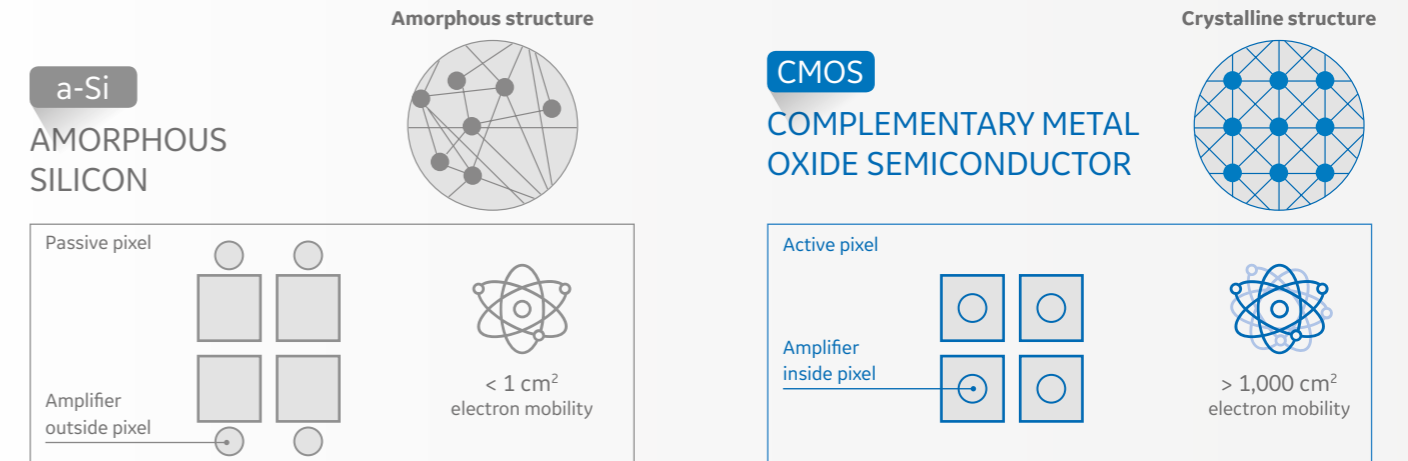 Amorphous structure
a-Si
AMORPHOUS
SILICON
Passive pixel
Amplifier
outside pixel
< 1 cm²
electron mobility
Crystalline structure
CMOS
COMPLEMENTARY METAL
OXIDE SEMICONDUCTOR
Active pixel
Amplifier
inside pixel
> 1,000 cm²
electron mobility